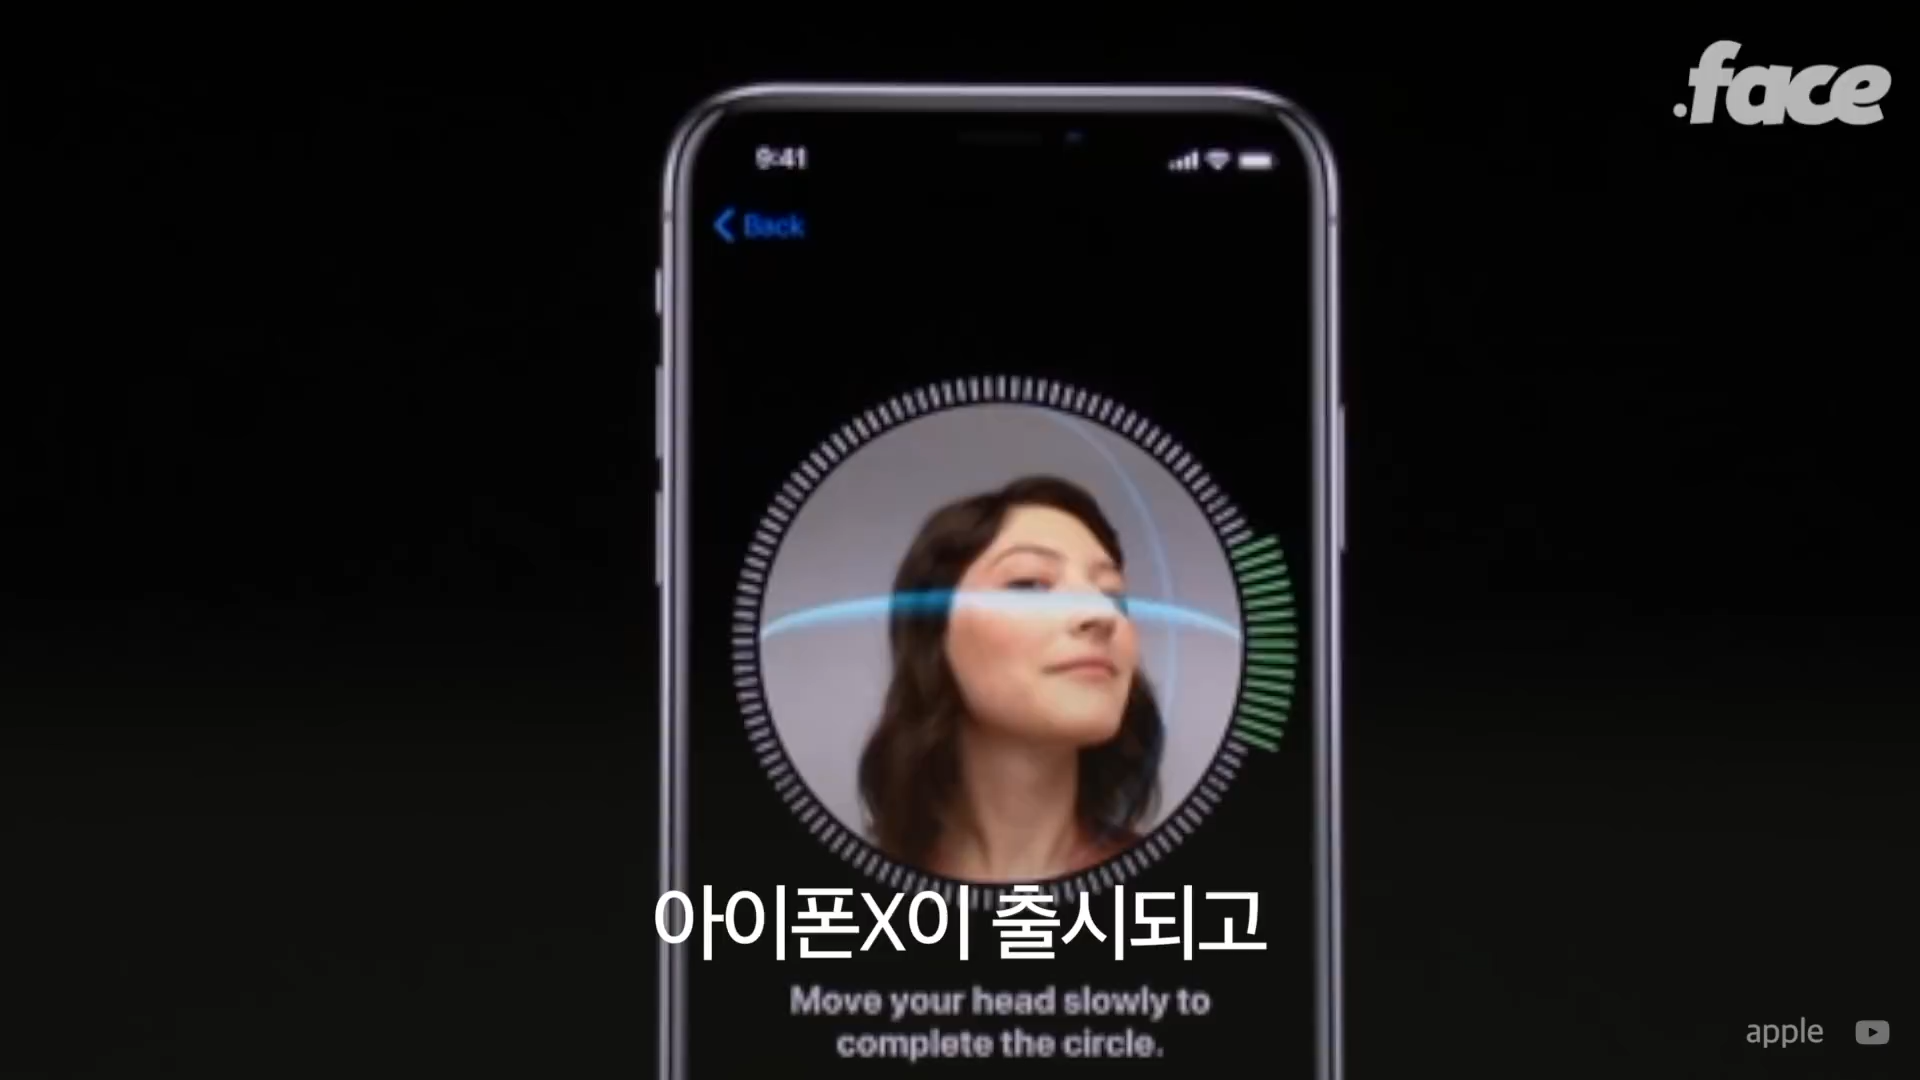 .face
9:41
Back
아이폰X이 출시되고
Move your head slowly to
complete the circle.
apple